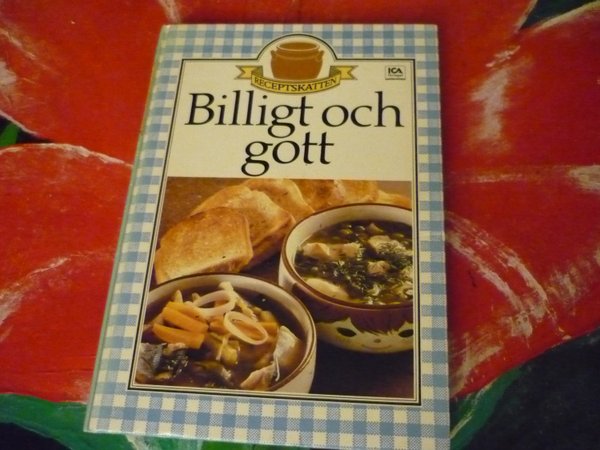 RECEPTSKATTEN
ICA
Billigt och
gott